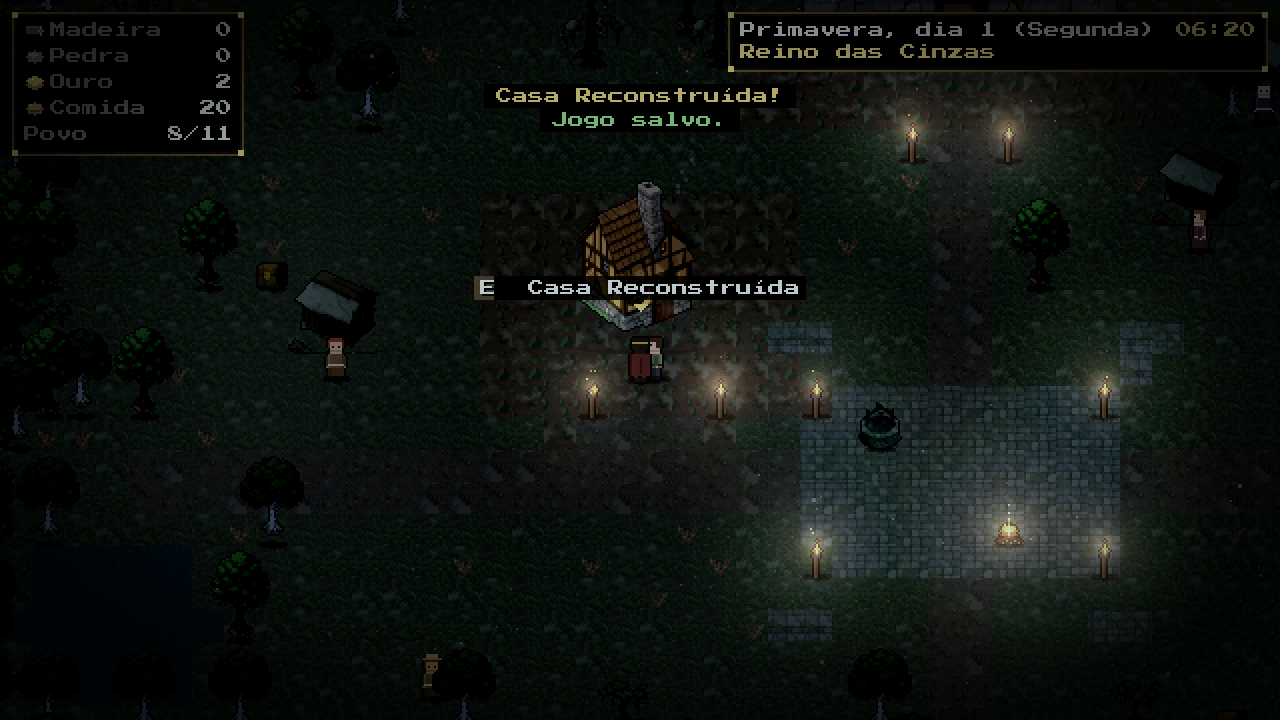 Madeira 0
Pedra 0
Ouro 2
Comida 20
Povo 8/11
Primavera, dia 1 (Segunda) 06:20
Reino das Cinzas
Casa Reconstruída!
Jogo salvo.
E Casa Reconstruída